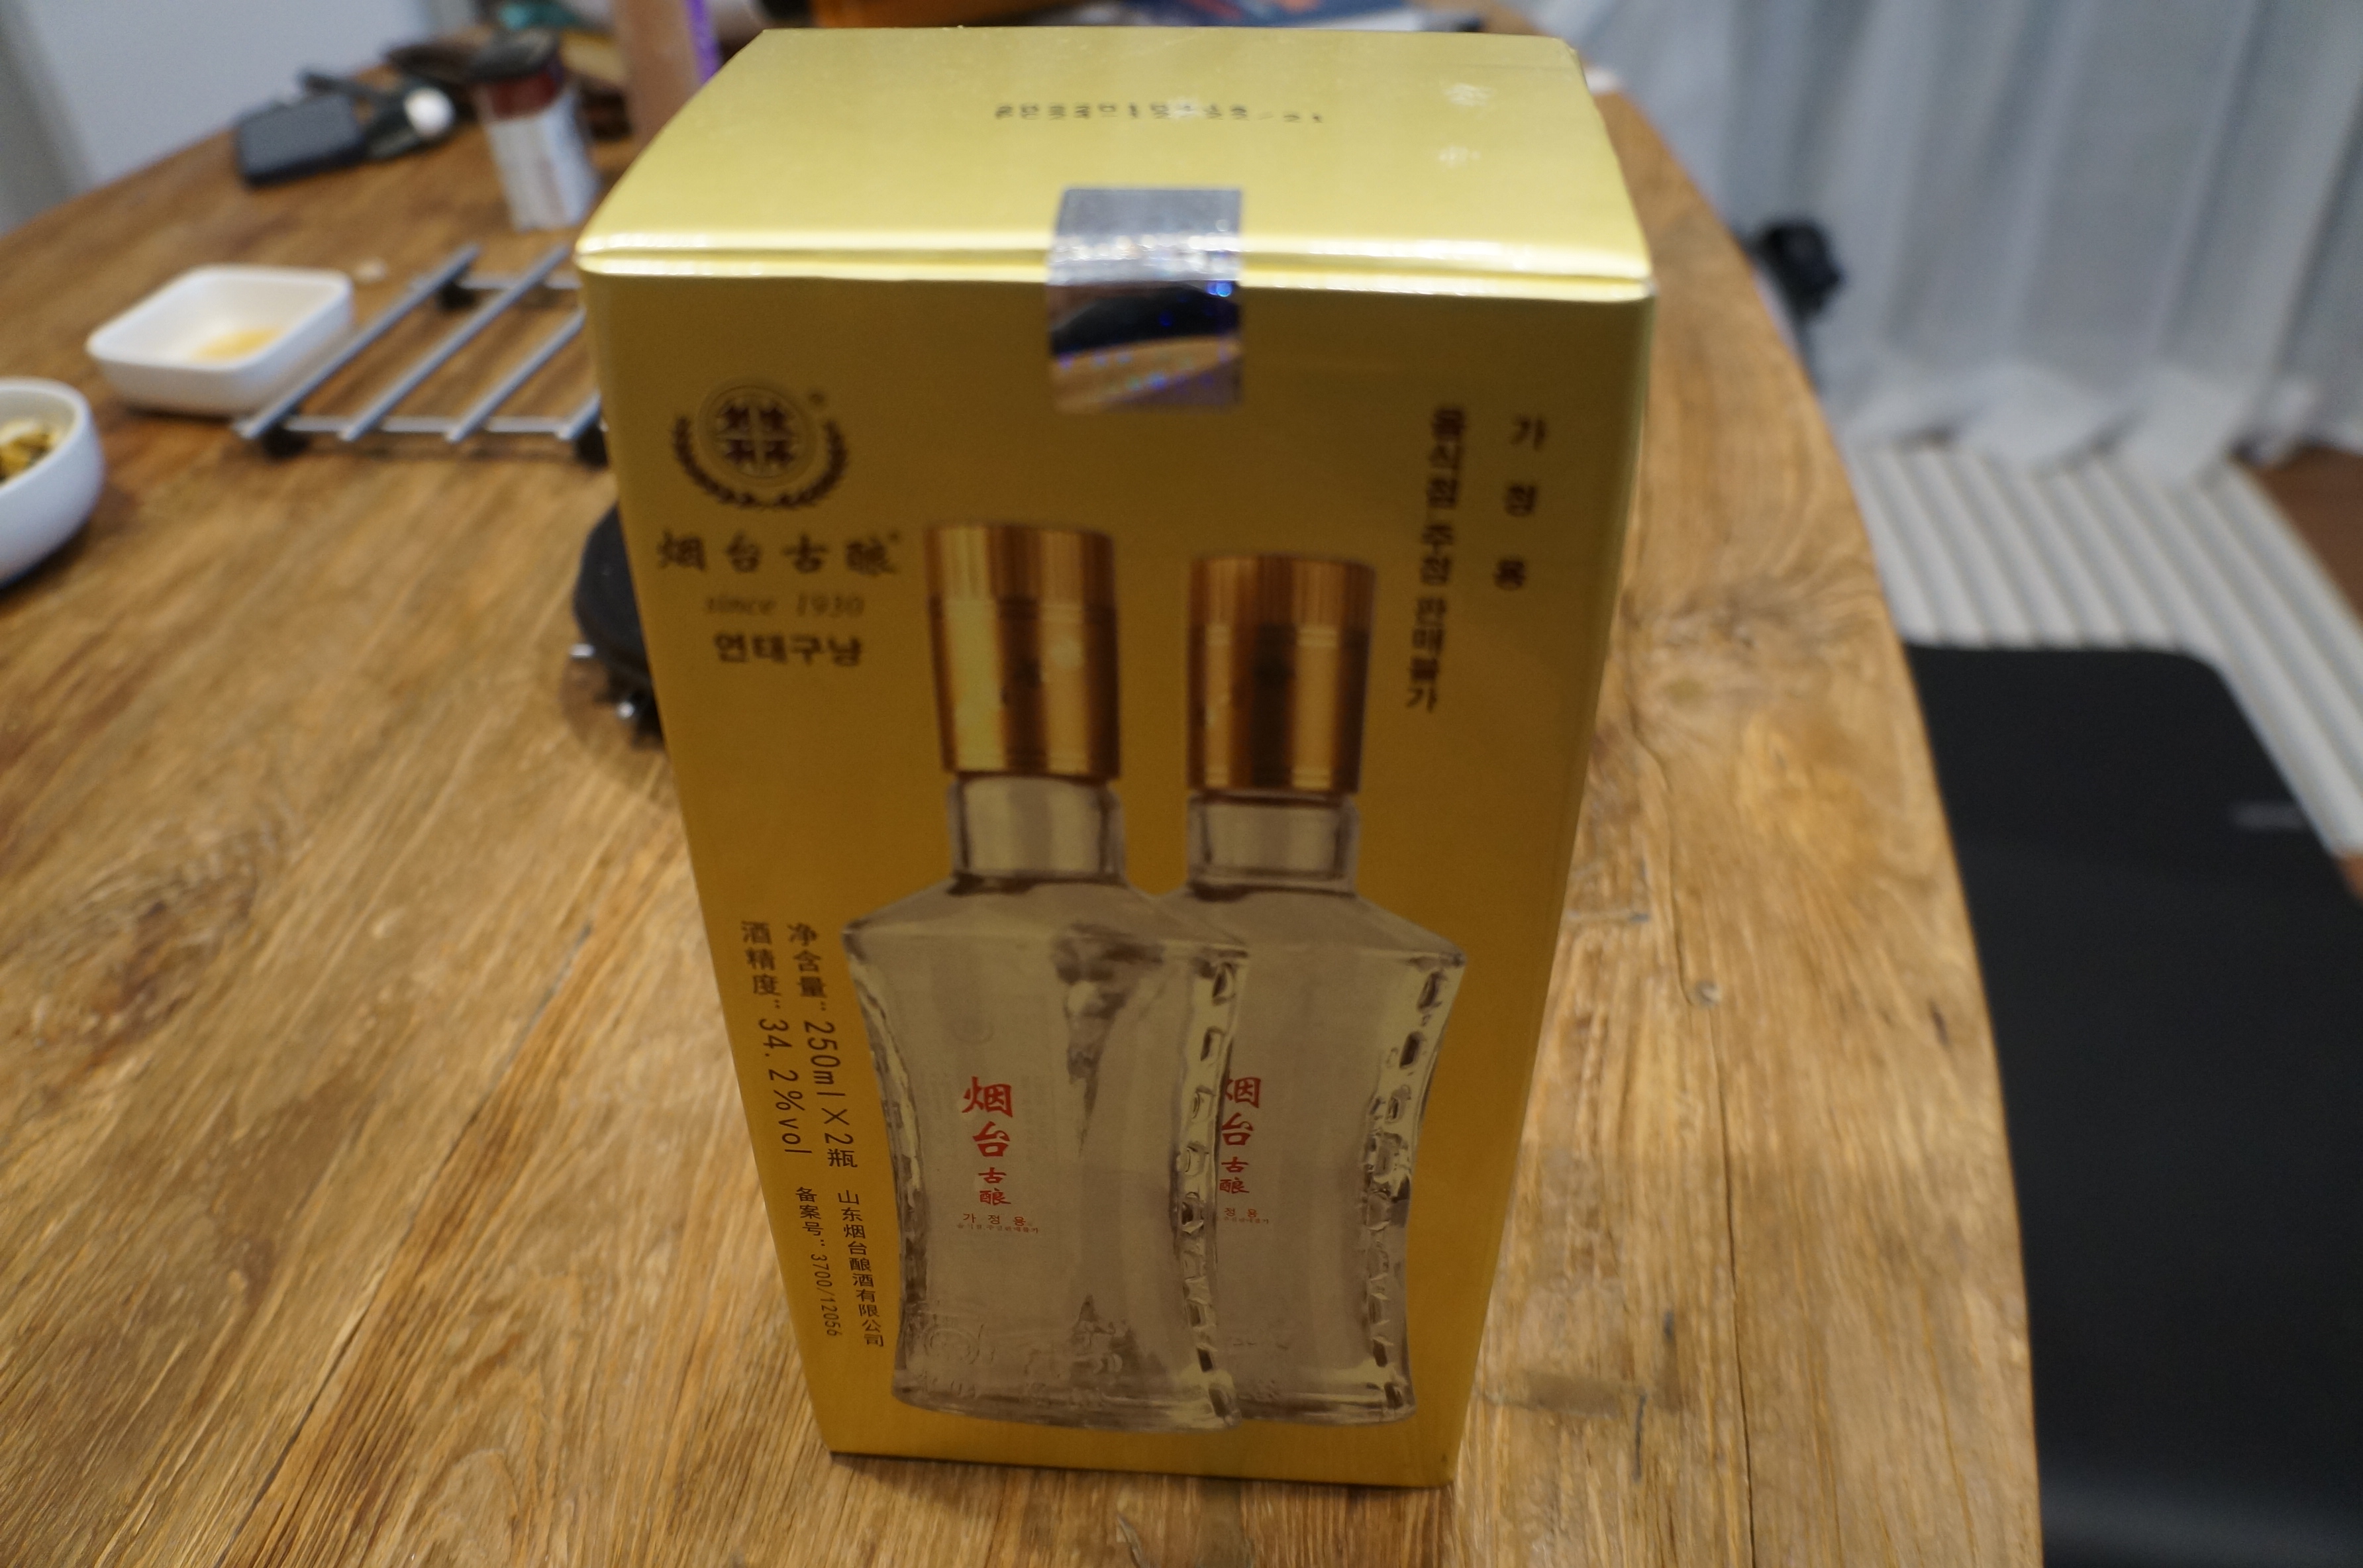 烟台古酿
since 1930
연태구냥
가정용
음식점 주점 판매불가
净含量:250ml×2瓶
酒精度:34.2%vol
山东烟台酿酒有限公司
备案号:3700/12056
烟台
古酿
가정용
烟台
古酿
정용